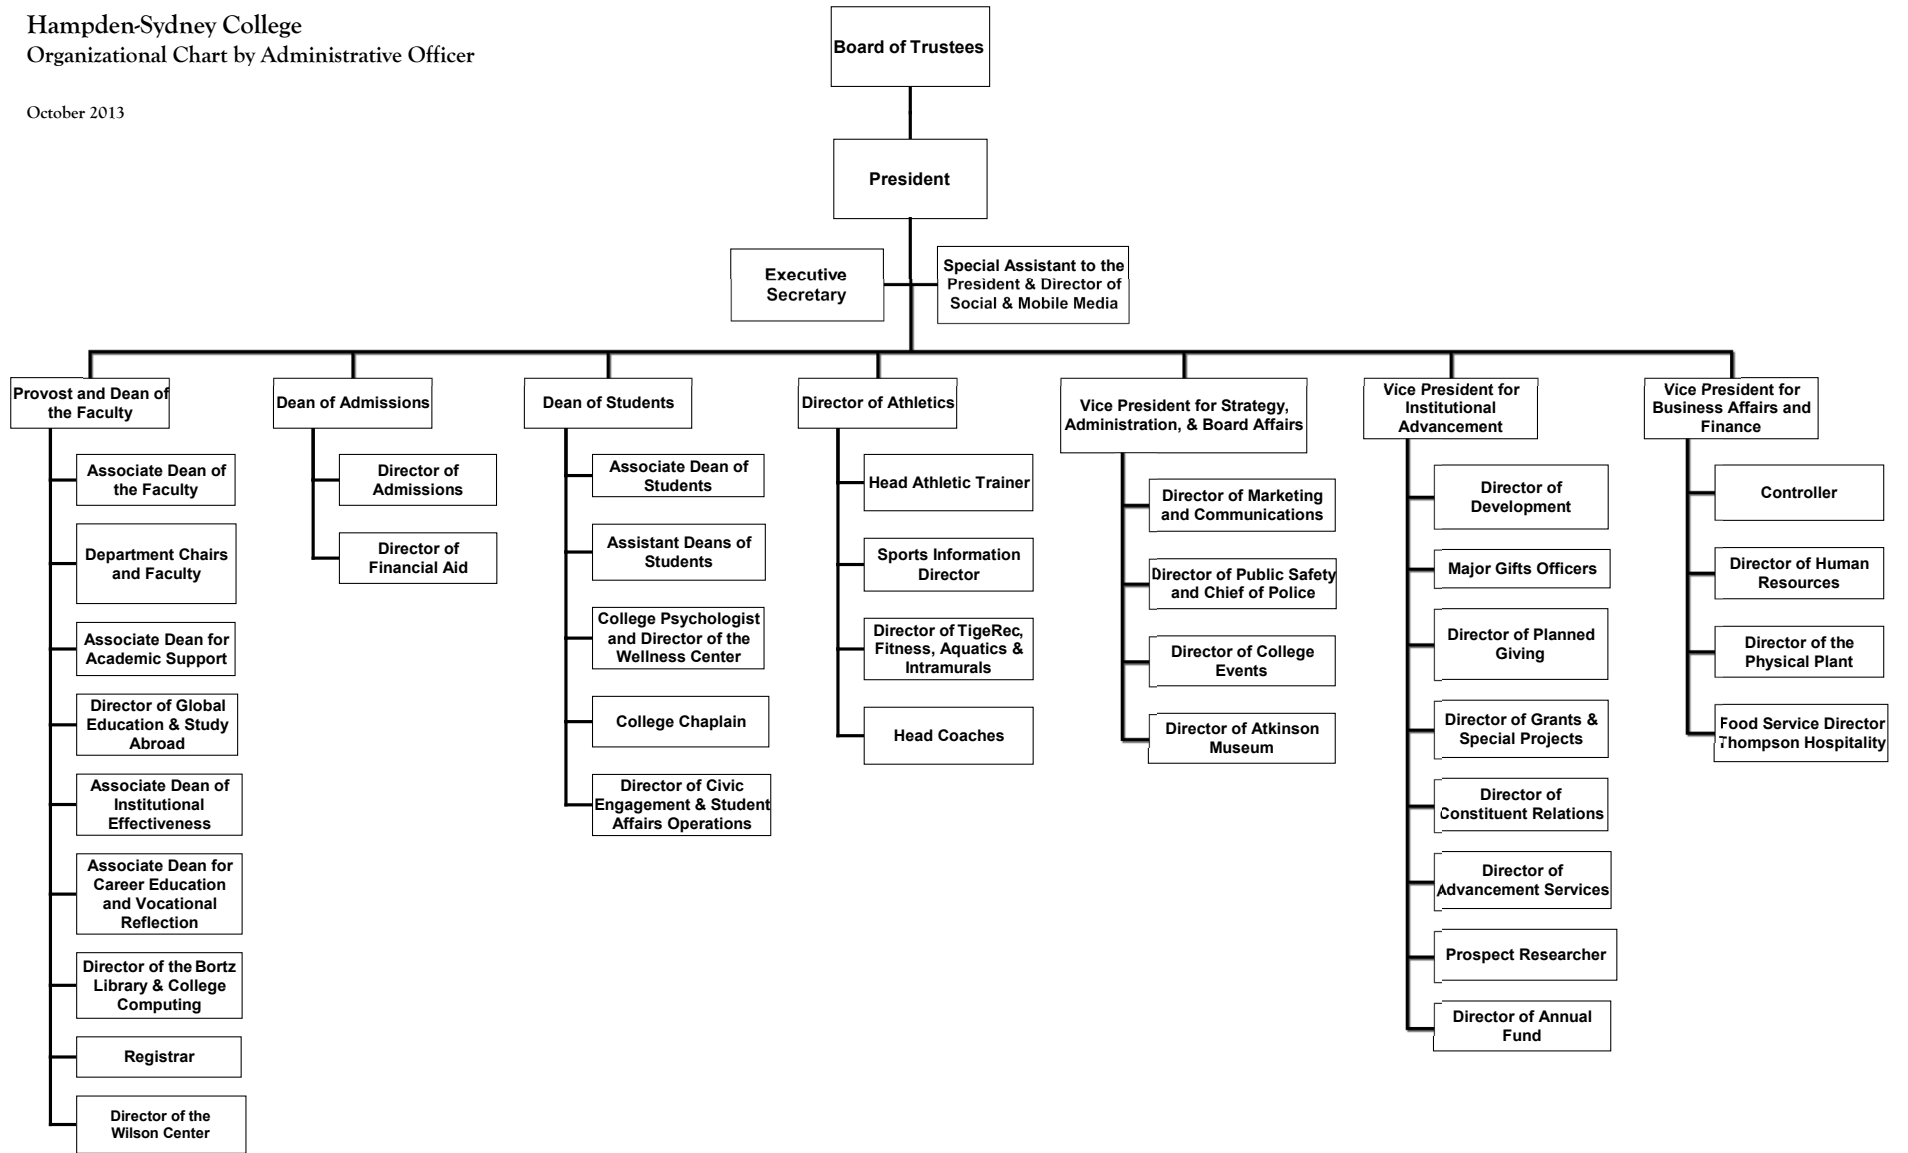 Hampden-Sydney College
Organizational Chart by Administrative Officer
October 2013
Board of Trustees
President
Executive
Secretary
Special Assistant to the
President & Director of
Social & Mobile Media
Provost and Dean of
the Faculty
Associate Dean of
the Faculty
Department Chairs
and Faculty
Associate Dean for
Academic Support
Director of Global
Education & Study
Abroad
Associate Dean of
Institutional
Effectiveness
Associate Dean for
Career Education
and Vocational
Reflection
Director of the Bortz
Library & College
Computing
Registrar
Director of the
Wilson Center
Dean of Admissions
Director of
Admissions
Director of
Financial Aid
Dean of Students
Associate Dean of
Students
Assistant Deans of
Students
College Psychologist
and Director of the
Wellness Center
College Chaplain
Director of Civic
Engagement & Student
Affairs Operations
Director of Athletics
Head Athletic Trainer
Sports Information
Director
Director of TigeRec,
Fitness, Aquatics &
Intramurals
Head Coaches
Vice President for Strategy,
Administration, & Board Affairs
Director of Marketing
and Communications
Director of Public Safety
and Chief of Police
Director of College
Events
Director of Atkinson
Museum
Vice President for
Institutional
Advancement
Director of
Development
Major Gifts Officers
Director of Planned
Giving
Director of Grants &
Special Projects
Director of
Constituent Relations
Director of
Advancement Services
Prospect Researcher
Director of Annual
Fund
Vice President for
Business Affairs and
Finance
Controller
Director of Human
Resources
Director of the
Physical Plant
Food Service Director
Thompson Hospitality